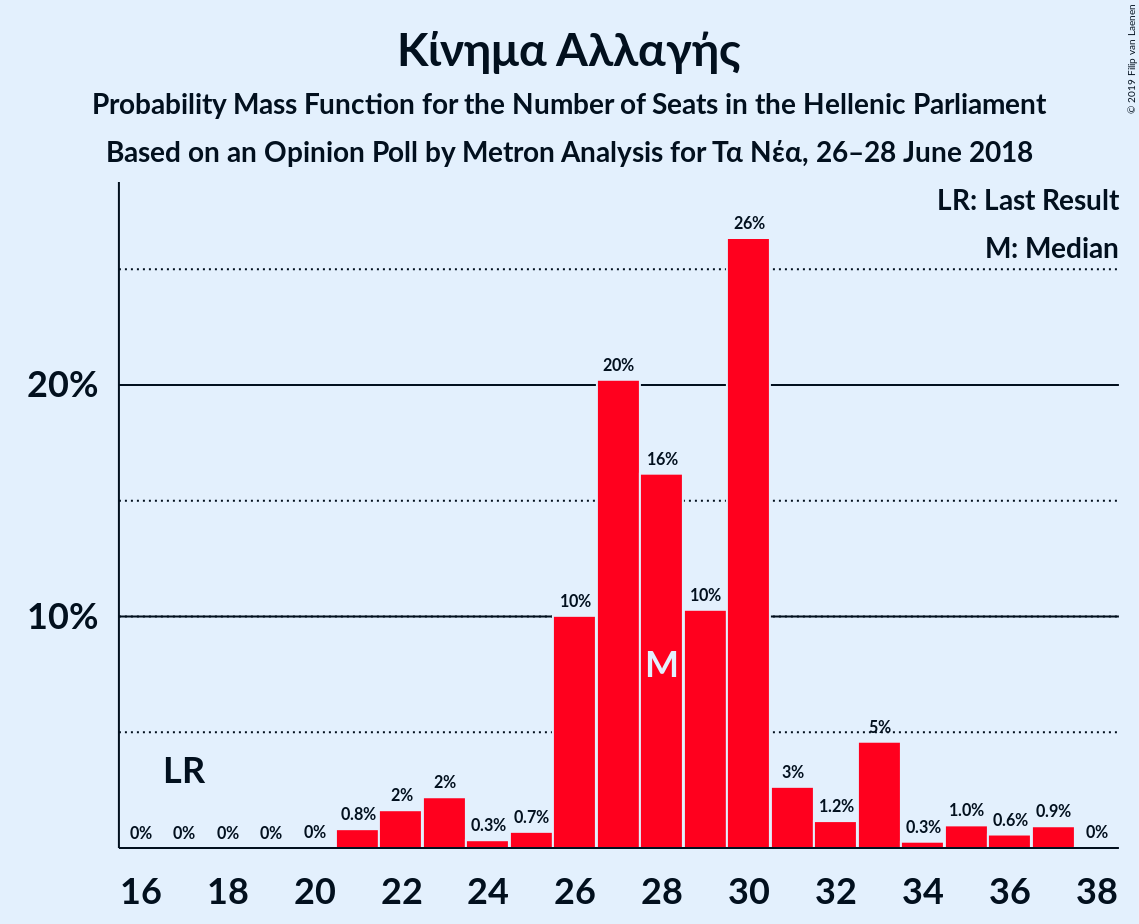 Κίνημα Αλλαγής
Probability Mass Function for the Number of Seats in the Hellenic Parliament
Based on an Opinion Poll by Metron Analysis for Τα Νέα, 26–28 June 2018
© 2019 Filip van Laenen
LR: Last Result
M: Median
26%
20%
20%
16%
10%
10%
10%
M
5%
LR
3%
2%
2%
0.8%
0.3%
0.7%
1.2%
0.3%
1.0%
0.6%
0.9%
0%
0%
0%
0%
0%
0%
16 18 20 22 24 26 28 30 32 34 36 38